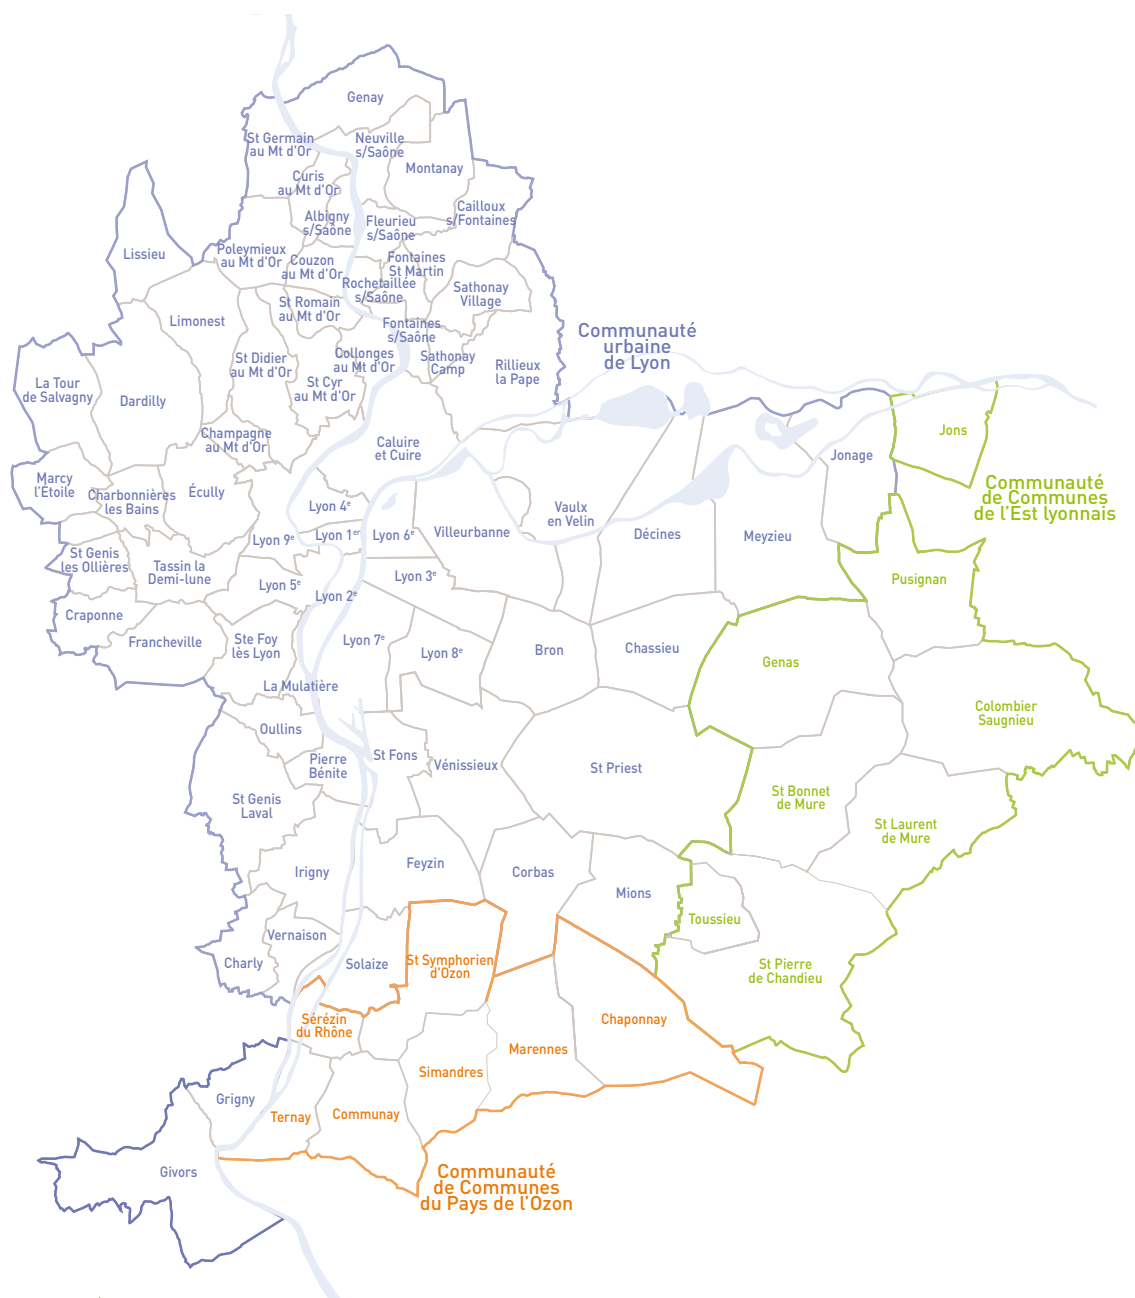 Genay
St Germain
au Mt d'Or
Neuville
s/Saône
Montanay
Curis
au Mt d'Or
Albigny
s/Saône
Fleurieu
s/Saône
Cailloux
s/Fontaines
Lissieu
Poleymieux
au Mt d'Or
Couzon
au Mt d'Or
Fontaines
St Martin
Rochetaillée
s/Saône
Sathonay
Village
St Romain
au Mt d'Or
Limonest
Fontaines
s/Saône
Communauté
urbaine
de Lyon
St Didier
au Mt d'Or
Collonges
au Mt d'Or
Sathonay
Camp
Rillieux
la Pape
La Tour
de Salvagny
Dardilly
St Cyr
au Mt d'Or
Champagne
au Mt d'Or
Caluire
et Cuire
Jons
Jonage
Marcy
l'Étoile
Charbonnières
les Bains
Écully
Communauté
de Communes
de l'Est lyonnais
Lyon 4e
Vaulx
en Velin
Lyon 9e
Lyon 1er
Lyon 6e
Villeurbanne
Décines
Meyzieu
St Genis
les Ollières
Tassin la
Demi-lune
Lyon 5e
Lyon 3e
Pusignan
Lyon 2e
Craponne
Francheville
Ste Foy
lès Lyon
Lyon 7e
Lyon 8e
Bron
Chassieu
Genas
La Mulatière
Colombier
Saugnieu
Oullins
Pierre
Bénite
St Fons
Vénissieux
St Priest
St Genis
Laval
St Bonnet
de Mure
St Laurent
de Mure
Irigny
Feyzin
Corbas
Mions
Toussieu
Vernaison
Charly
Solaize
St Symphorien
d'Ozon
St Pierre
de Chandieu
Sérézin
du Rhône
Chaponnay
Marennes
Simandres
Grigny
Ternay
Communay
Givors
Communauté
de Communes
du Pays de l'Ozon